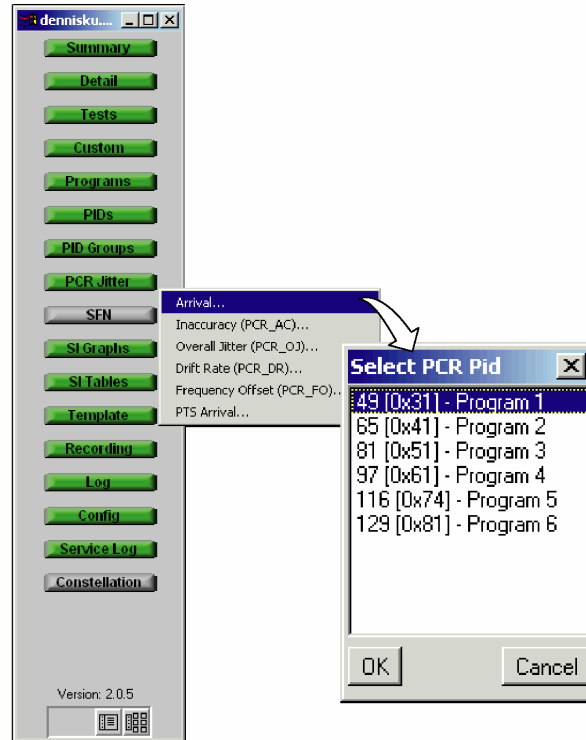 dennisku....
Summary
Detail
Tests
Custom
Programs
PIDs
PID Groups
PCR Jitter
SFN
SI Graphs
SI Tables
Template
Recording
Log
Config
Service Log
Constellation
Version: 2.0.5
Arrival...
Inaccuracy (PCR_AC)...
Overall Jitter (PCR_OJ)...
Drift Rate (PCR_DR)...
Frequency Offset (PCR_FO)...
PTS Arrival...
Select PCR Pid
49 [0x31] - Program 1
65 [0x41] - Program 2
81 [0x51] - Program 3
97 [0x61] - Program 4
116 [0x74] - Program 5
129 [0x81] - Program 6
OK
Cancel